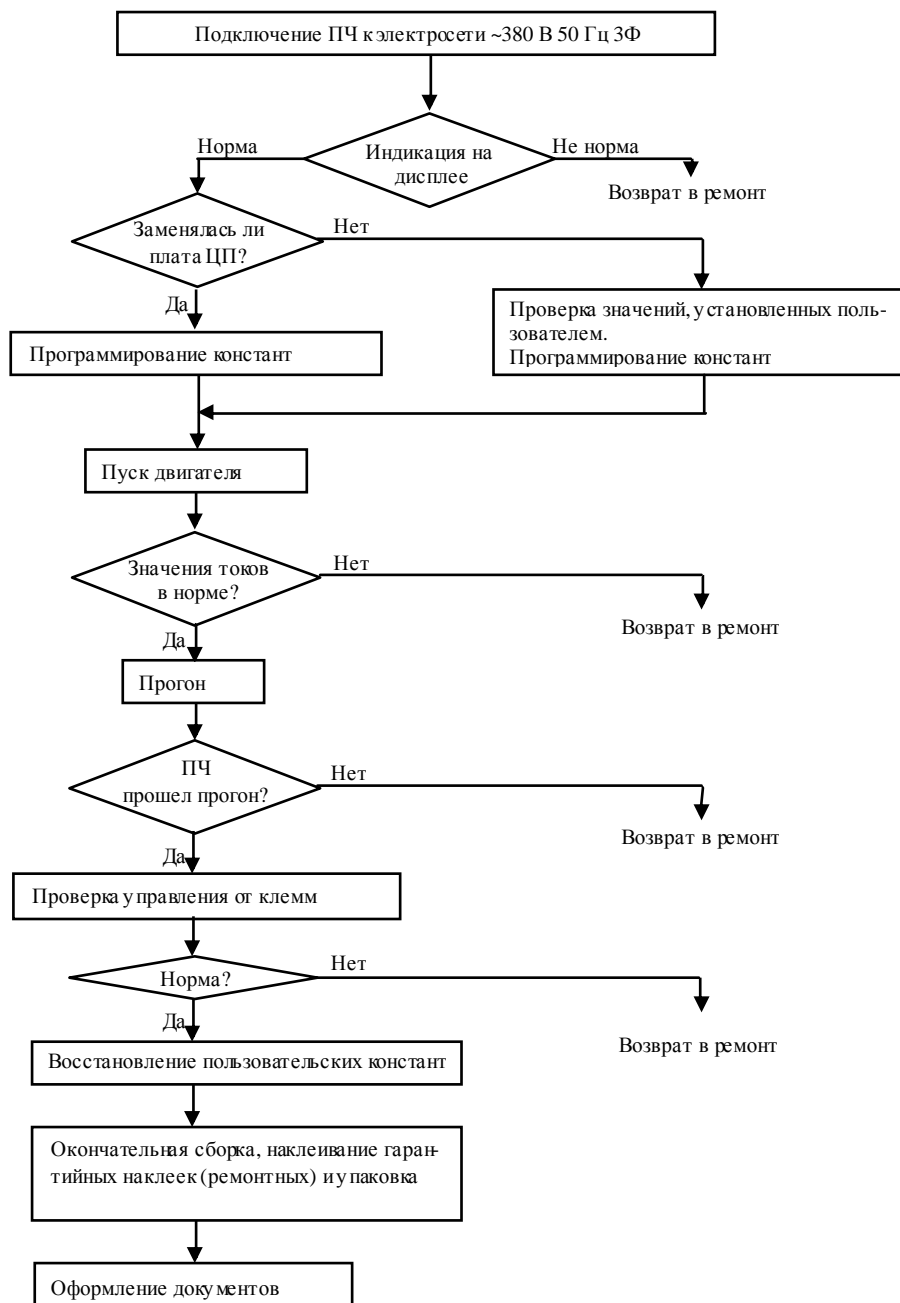 Подключение ПЧ к электросети ~380 В 50 Гц 3Ф
Норма
Индикация на
дисплее
Не норма
Возврат в ремонт
Заменялась ли
плата ЦП?
Нет
Да
Проверка значений, установленных поль-
зователем.
Программирование констант
Программирование констант
Пуск двигателя
Значения токов
в норме?
Нет
Возврат в ремонт
Да
Прогон
ПЧ
прошел прогон?
Нет
Возврат в ремонт
Да
Проверка управления от клемм
Норма?
Нет
Возврат в ремонт
Да
Восстановление пользовательских констант
Окончательная сборка, наклеивание гаран-
тийных наклеек (ремонтных) и упаковка
Оформление документов